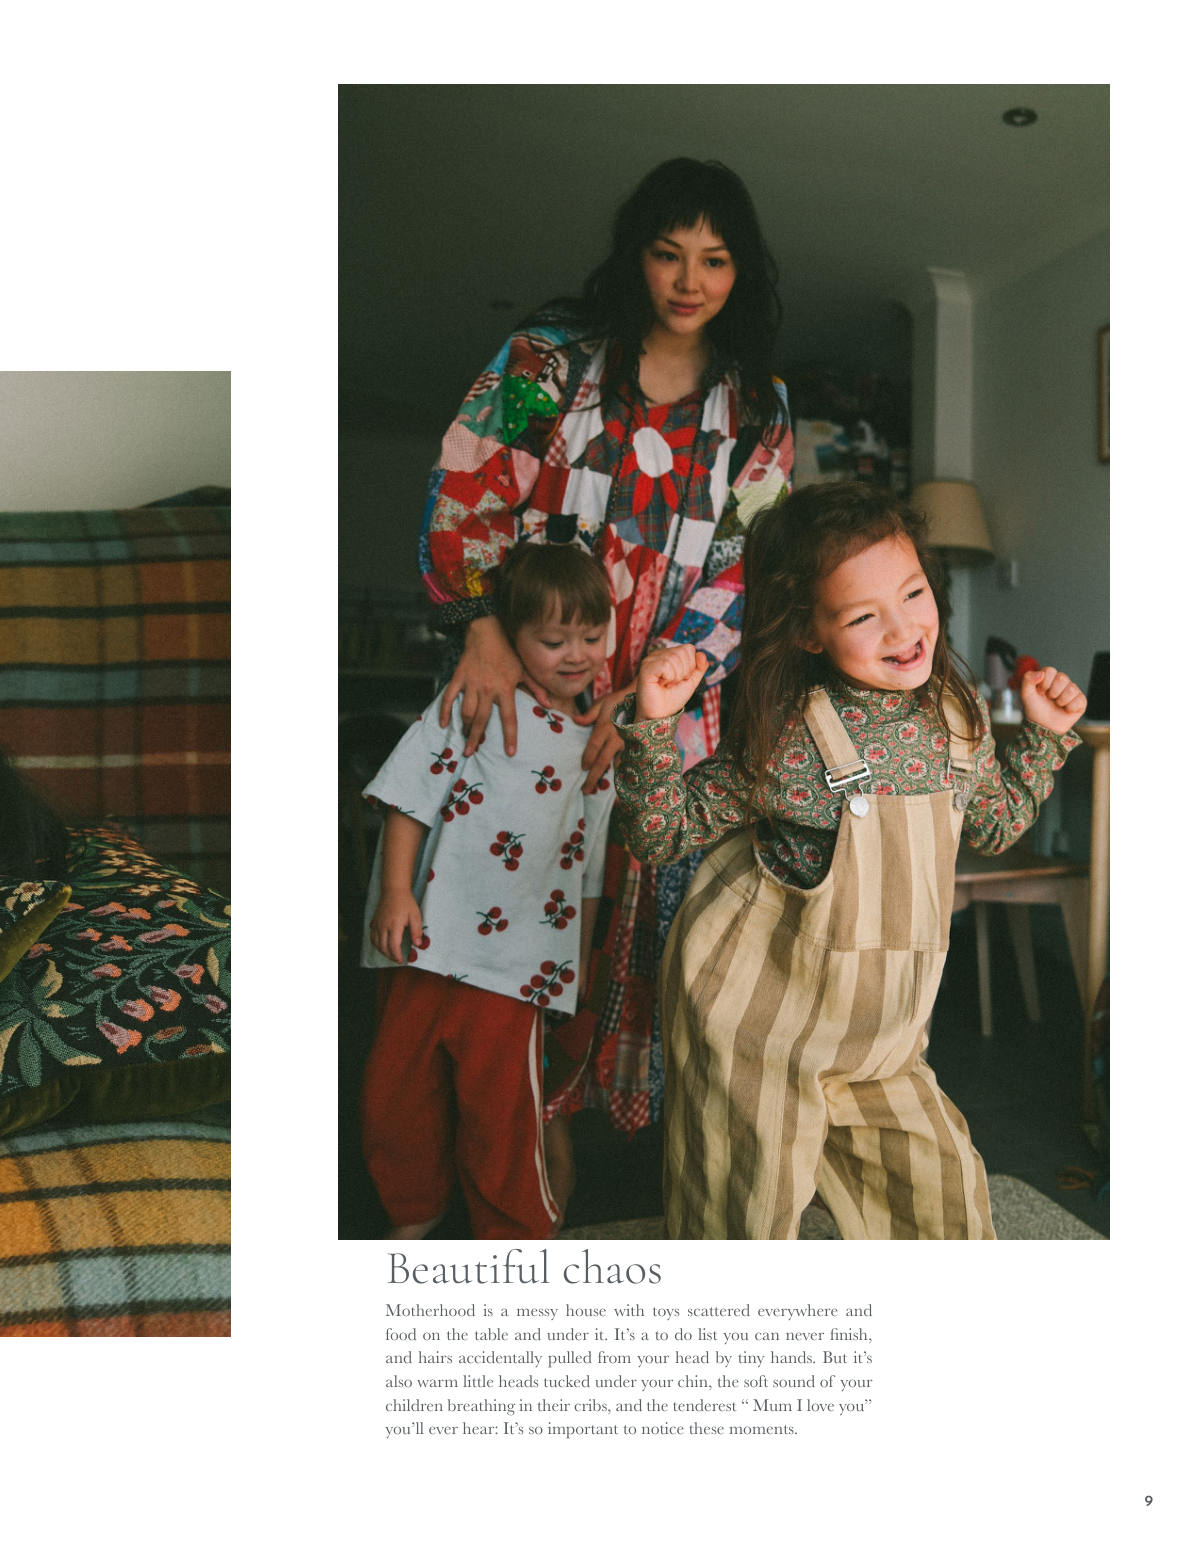 Beautiful chaos
Motherhood is a messy house with toys scattered everywhere and
food on the table and under it. It’s a to do list you can never finish,
and hairs accidentally pulled from your head by tiny hands. But it’s
also warm little heads tucked under your chin, the soft sound of your
children breathing in their cribs, and the tenderest “ Mum I love you”
you’ll ever hear: It’s so important to notice these moments.
9